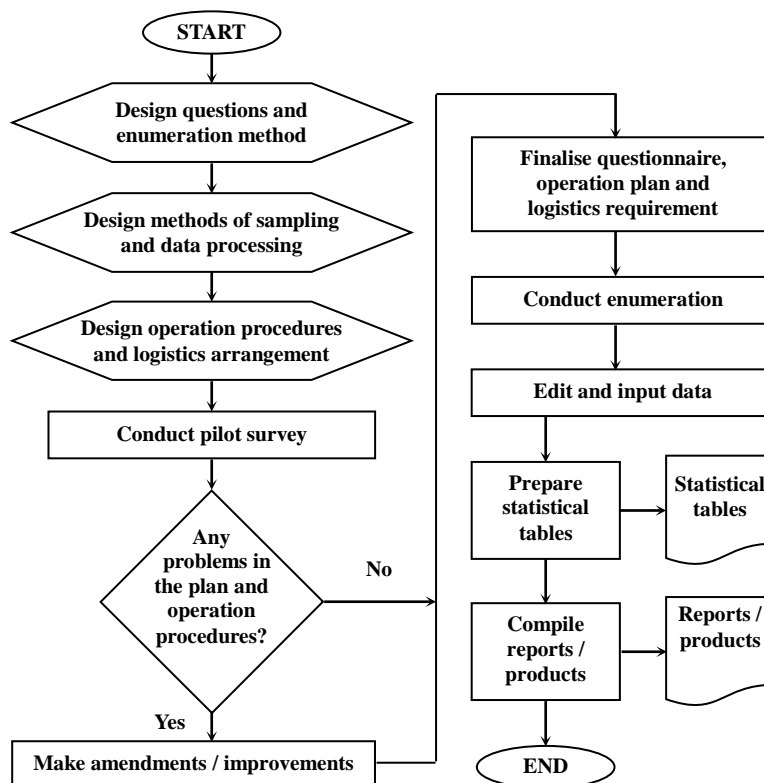 START
Design questions and
enumeration method
Design methods of sampling
and data processing
Design operation procedures
and logistics arrangement
Conduct pilot survey
Any
problems in
the plan and
operation
procedures?
No
Yes
Make amendments / improvements
Finalise questionnaire,
operation plan and
logistics requirement
Conduct enumeration
Edit and input data
Prepare
statistical
tables
Statistical
tables
Compile
reports /
products
Reports /
products
END